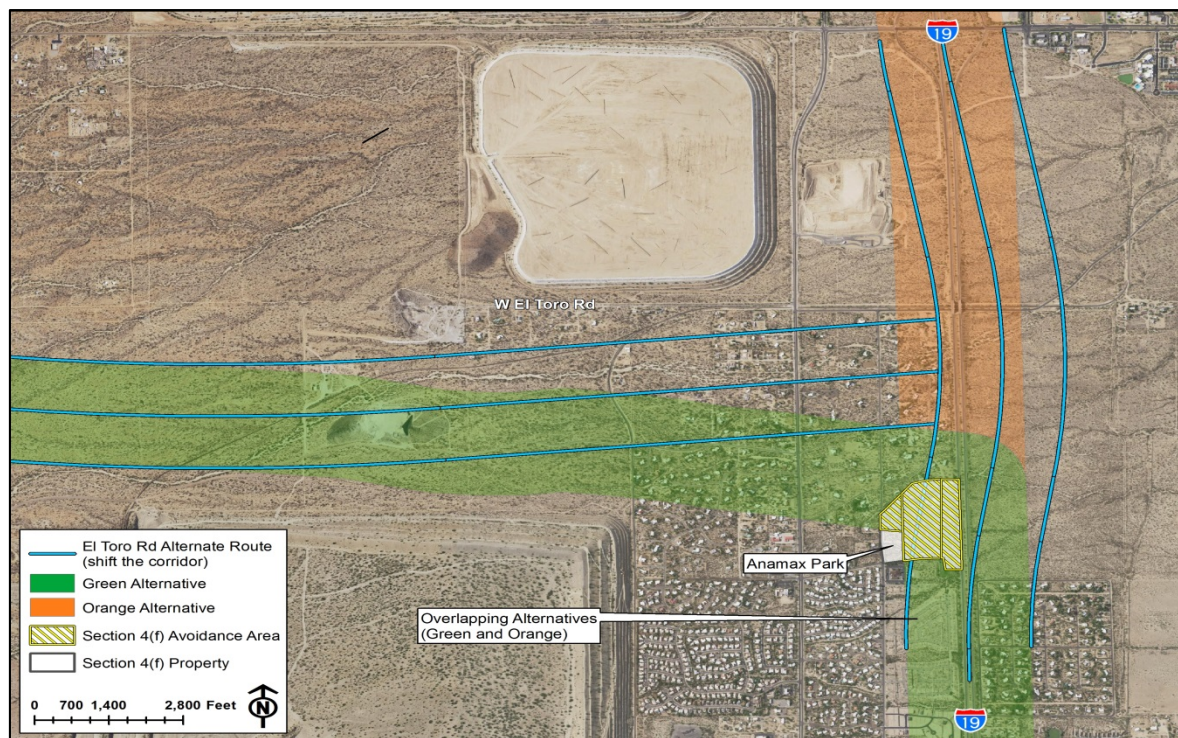 19
W El Toro Rd
Anamax Park
Overlapping Alternatives
(Green and Orange)
El Toro Rd Alternate Route
(shift the corridor)
Green Alternative
Orange Alternative
Section 4(f) Avoidance Area
Section 4(f) Property
0 700 1,400 2,800 Feet
N
19